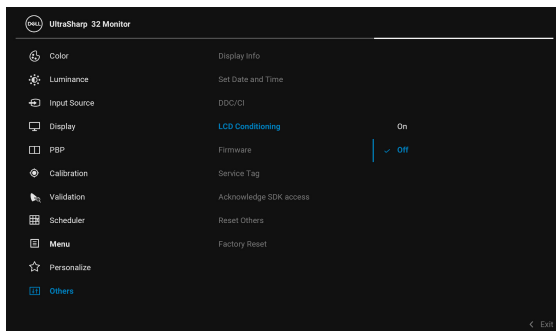 DELL UltraSharp 32 Monitor
Color
Luminance
Input Source
Display
PBP
Calibration
Validation
Scheduler
Menu
Personalize
Others
Display Info
Set Date and Time
DDC/CI
LCD Conditioning
Firmware
Service Tag
Acknowledge SDK access
Reset Others
Factory Reset
On
Off
Exit